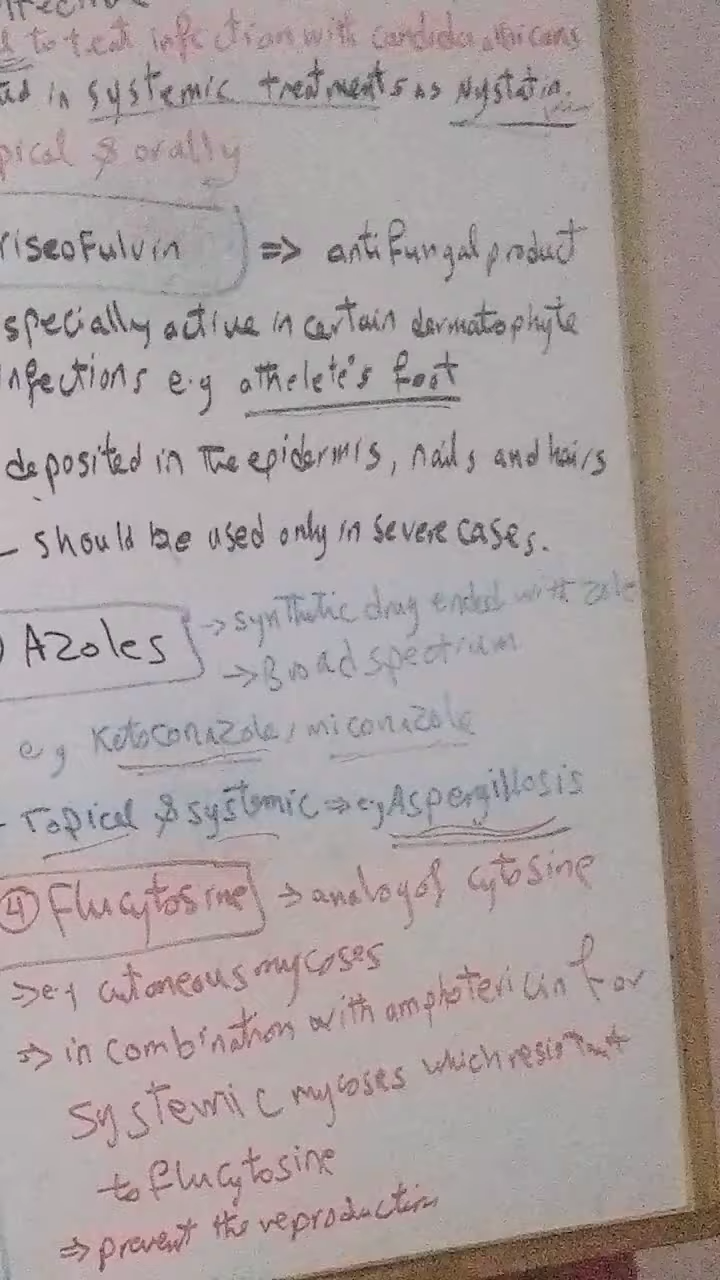 to treat infection with candida albicans
in systemic treatments as Nystatin.
pical & orally
riseofulvin => antifungal product
specially active in certain dermatophyte
infections e.g athelete's foot
deposited in the epidermis, nails and hairs
- should be used only in severe cases.
) Azoles -> synthetic drug ended with zole
-> Broad spectrum
e.g Ketoconazole / miconazole
- Topical & systemic => eg Aspergillosis
④ Flucytosine -> analog of cytosine
=> e.g cutaneous mycoses
=> in combination with amphotericin for
systemic mycoses which resistant
to flucytosine
=> prevent the reproduction